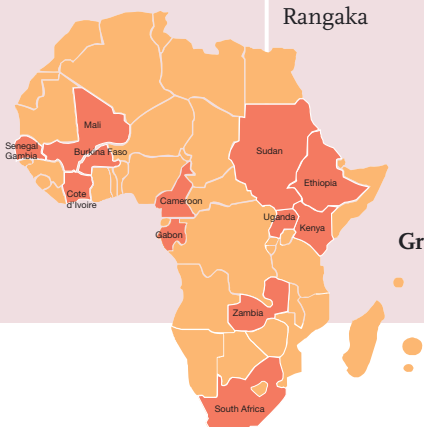 Rangaka
Mali
Senegal
Gambia
Burkina Faso
Sudan
Ethiopia
Cote
d'Ivoire
Cameroon
Uganda
Kenya
Gabon
Gr
Zambia
South Africa